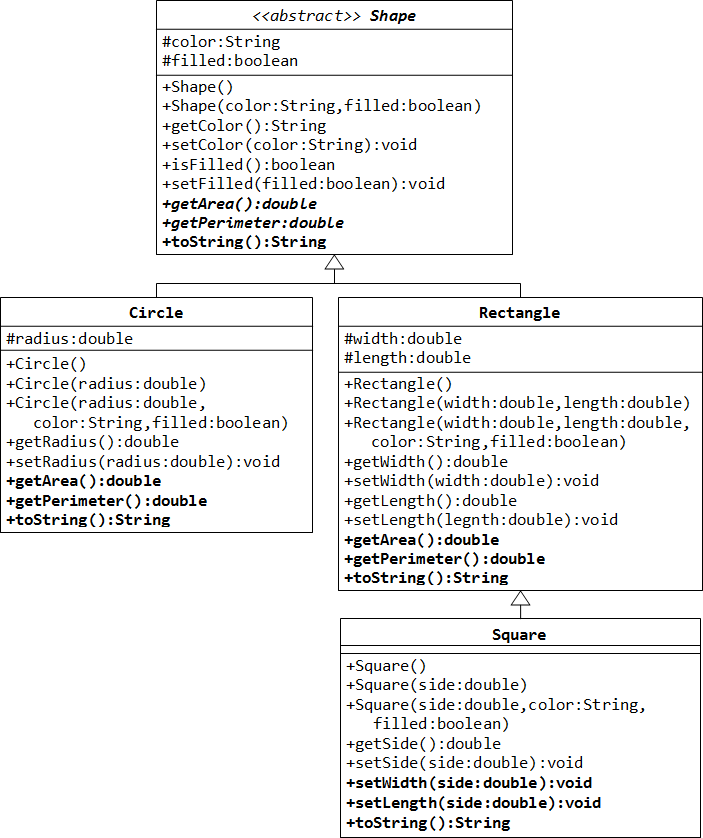 <<abstract>> Shape
#color:String
#filled:boolean
+Shape()
+Shape(color:String,filled:boolean)
+getColor():String
+setColor(color:String):void
+isFilled():boolean
+setFilled(filled:boolean):void
+getArea():double
+getPerimeter:double
+toString():String
Circle
#radius:double
+Circle()
+Circle(radius:double)
+Circle(radius:double,
color:String,filled:boolean)
+getRadius():double
+setRadius(radius:double):void
+getArea():double
+getPerimeter():double
+toString():String
Rectangle
#width:double
#length:double
+Rectangle()
+Rectangle(width:double,length:double)
+Rectangle(width:double,length:double,
color:String,filled:boolean)
+getWidth():double
+setWidth(width:double):void
+getLength():double
+setLength(legnth:double):void
+getArea():double
+getPerimeter():double
+toString():String
Square
+Square()
+Square(side:double)
+Square(side:double,color:String,
filled:boolean)
+getSide():double
+setSide(side:double):void
+setWidth(side:double):void
+setLength(side:double):void
+toString():String